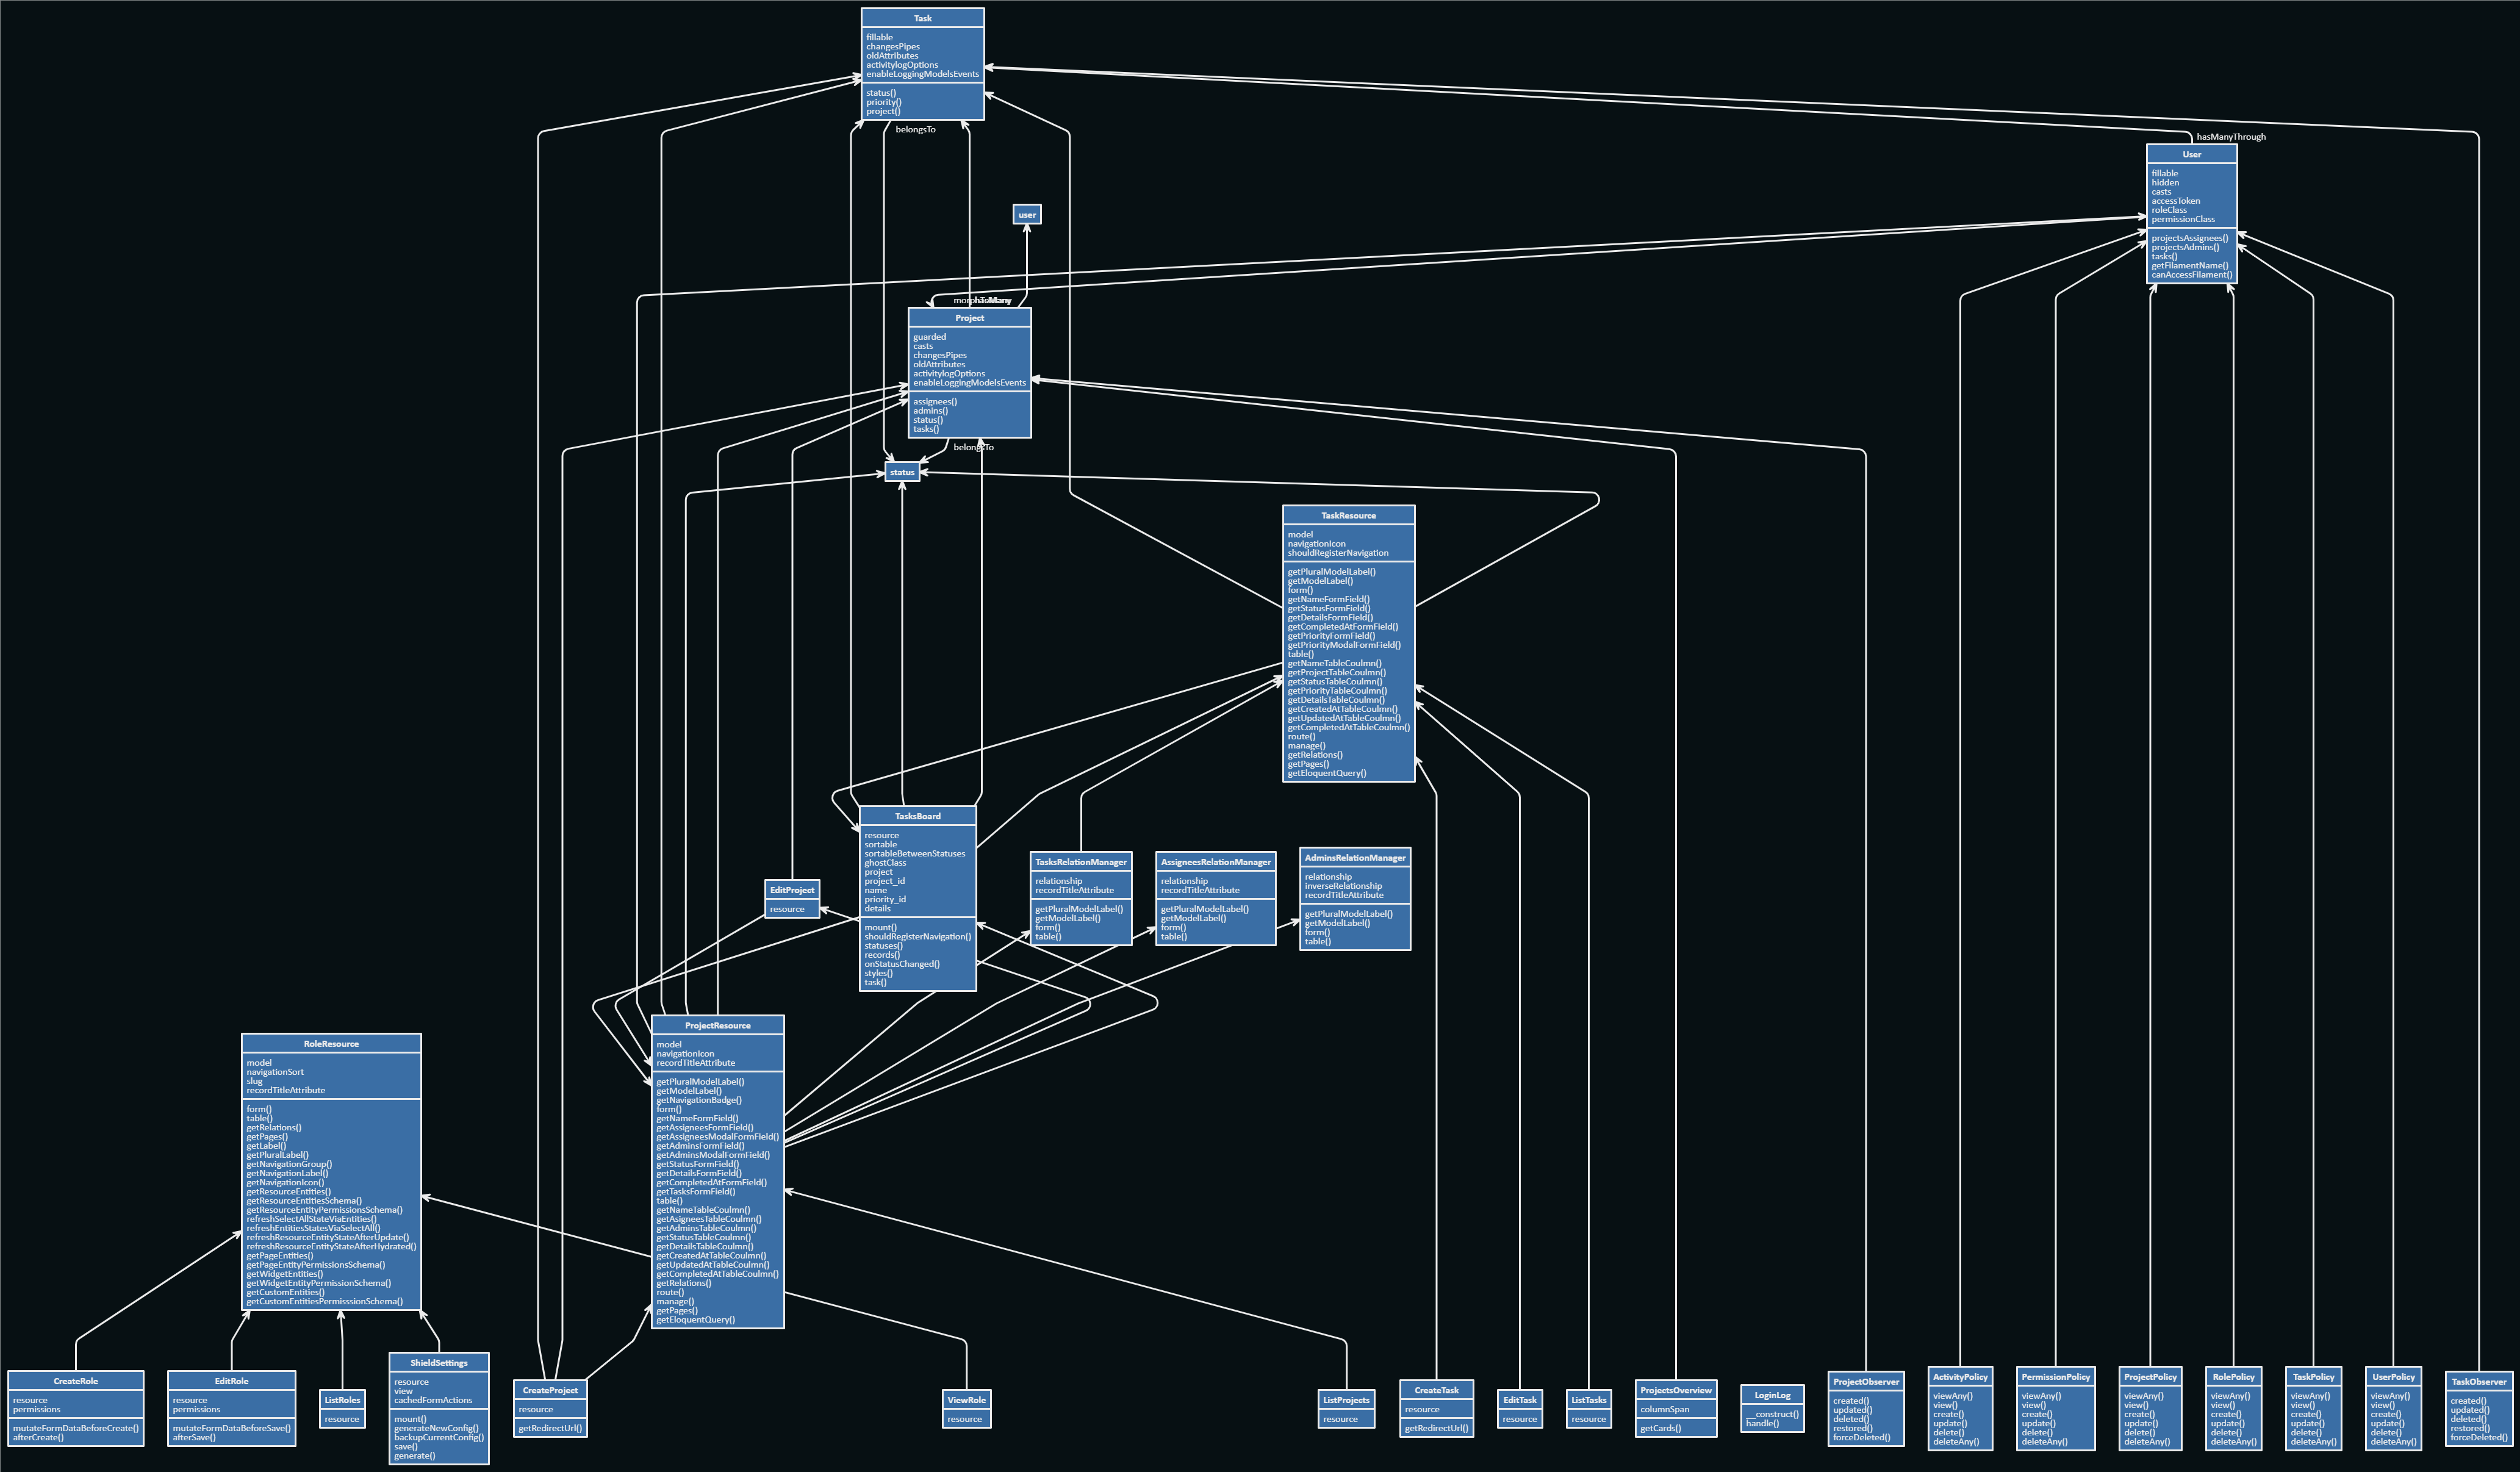 Task
fillable
changesPipes
oldAttributes
activitylogOptions
enableLoggingModelsEvents
status()
priority()
project()
belongsTo
hasManyThrough
User
fillable
hidden
casts
accessToken
roleClass
permissionClass
projectsAssignees()
projectsAdmins()
tasks()
getFilamentName()
canAccessFilament()
user
hasMany
Project
guarded
casts
changesPipes
oldAttributes
activitylogOptions
enableLoggingModelsEvents
assignees()
admins()
status()
tasks()
belongsTo
status
TaskResource
model
navigationIcon
shouldRegisterNavigation
getPluralModelLabel()
getModelLabel()
form()
getNameFormField()
getStatusFormField()
getDetailsFormField()
getCompletedAtFormField()
getPriorityFormField()
getPriorityModalFormField()
table()
getNameTableCoulmn()
getProjectTableCoulmn()
getStatusTableCoulmn()
getPriorityTableCoulmn()
getDetailsTableCoulmn()
getCreatedAtTableCoulmn()
getUpdatedAtTableCoulmn()
getCompletedAtTableCoulmn()
route()
manage()
getRelations()
getPages()
getEloquentQuery()
TasksBoard
resource
sortable
sortableBetweenStatuses
ghostClass
project
project_id
name
priority_id
details
mount()
shouldRegisterNavigation()
statuses()
records()
onStatusChanged()
styles()
task()
TasksRelationManager
relationship
recordTitleAttribute
getPluralModelLabel()
getModelLabel()
form()
table()
AssigneesRelationManager
relationship
recordTitleAttribute
getPluralModelLabel()
getModelLabel()
form()
table()
AdminsRelationManager
relationship
inverseRelationship
recordTitleAttribute
getPluralModelLabel()
getModelLabel()
form()
table()
EditProject
resource
ProjectResource
model
navigationIcon
recordTitleAttribute
getPluralModelLabel()
getModelLabel()
getNavigationBadge()
form()
getNameFormField()
getAssigneesFormField()
getAssigneesModalFormField()
getAdminsFormField()
getAdminsModalFormField()
getStatusFormField()
getDetailsFormField()
getCompletedAtFormField()
getTasksFormField()
table()
getNameTableCoulmn()
getAsigneesTableCoulmn()
getAdminsTableCoulmn()
getStatusTableCoulmn()
getDetailsTableCoulmn()
getCreatedAtTableCoulmn()
getUpdatedAtTableCoulmn()
getCompletedAtTableCoulmn()
getRelations()
route()
manage()
getPages()
getEloquentQuery()
RoleResource
model
navigationSort
slug
recordTitleAttribute
form()
table()
getRelations()
getPages()
getLabel()
getPluralLabel()
getNavigationGroup()
getNavigationLabel()
getNavigationIcon()
getResourceEntities()
getResourceEntitiesSchema()
getResourceEntityPermissionsSchema()
refreshSelectAllStateViaEntities()
refreshEntitiesStatesViaSelectAll()
refreshResourceEntityStateAfterUpdate()
refreshResourceEntityStateAfterHydrated()
getPageEntities()
getPageEntityPermissionsSchema()
getWidgetEntities()
getWidgetEntityPermissionSchema()
getCustomEntities()
getCustomEntitiesPermisssionSchema()
CreateRole
resource
permissions
mutateFormDataBeforeCreate()
afterCreate()
EditRole
resource
permissions
mutateFormDataBeforeSave()
afterSave()
ListRoles
resource
ShieldSettings
resource
view
cachedFormActions
mount()
generateNewConfig()
backupCurrentConfig()
save()
generate()
CreateProject
resource
getRedirectUrl()
ViewRole
resource
ListProjects
resource
CreateTask
resource
getRedirectUrl()
EditTask
resource
ListTasks
resource
ProjectsOverview
columnSpan
getCards()
LoginLog
__construct()
handle()
ProjectObserver
created()
updated()
deleted()
restored()
forceDeleted()
ActivityPolicy
viewAny()
view()
create()
update()
delete()
deleteAny()
PermissionPolicy
viewAny()
view()
create()
update()
delete()
deleteAny()
ProjectPolicy
viewAny()
view()
create()
update()
delete()
deleteAny()
RolePolicy
viewAny()
view()
create()
update()
delete()
deleteAny()
TaskPolicy
viewAny()
view()
create()
update()
delete()
deleteAny()
UserPolicy
viewAny()
view()
create()
update()
delete()
deleteAny()
TaskObserver
created()
updated()
deleted()
restored()
forceDeleted()